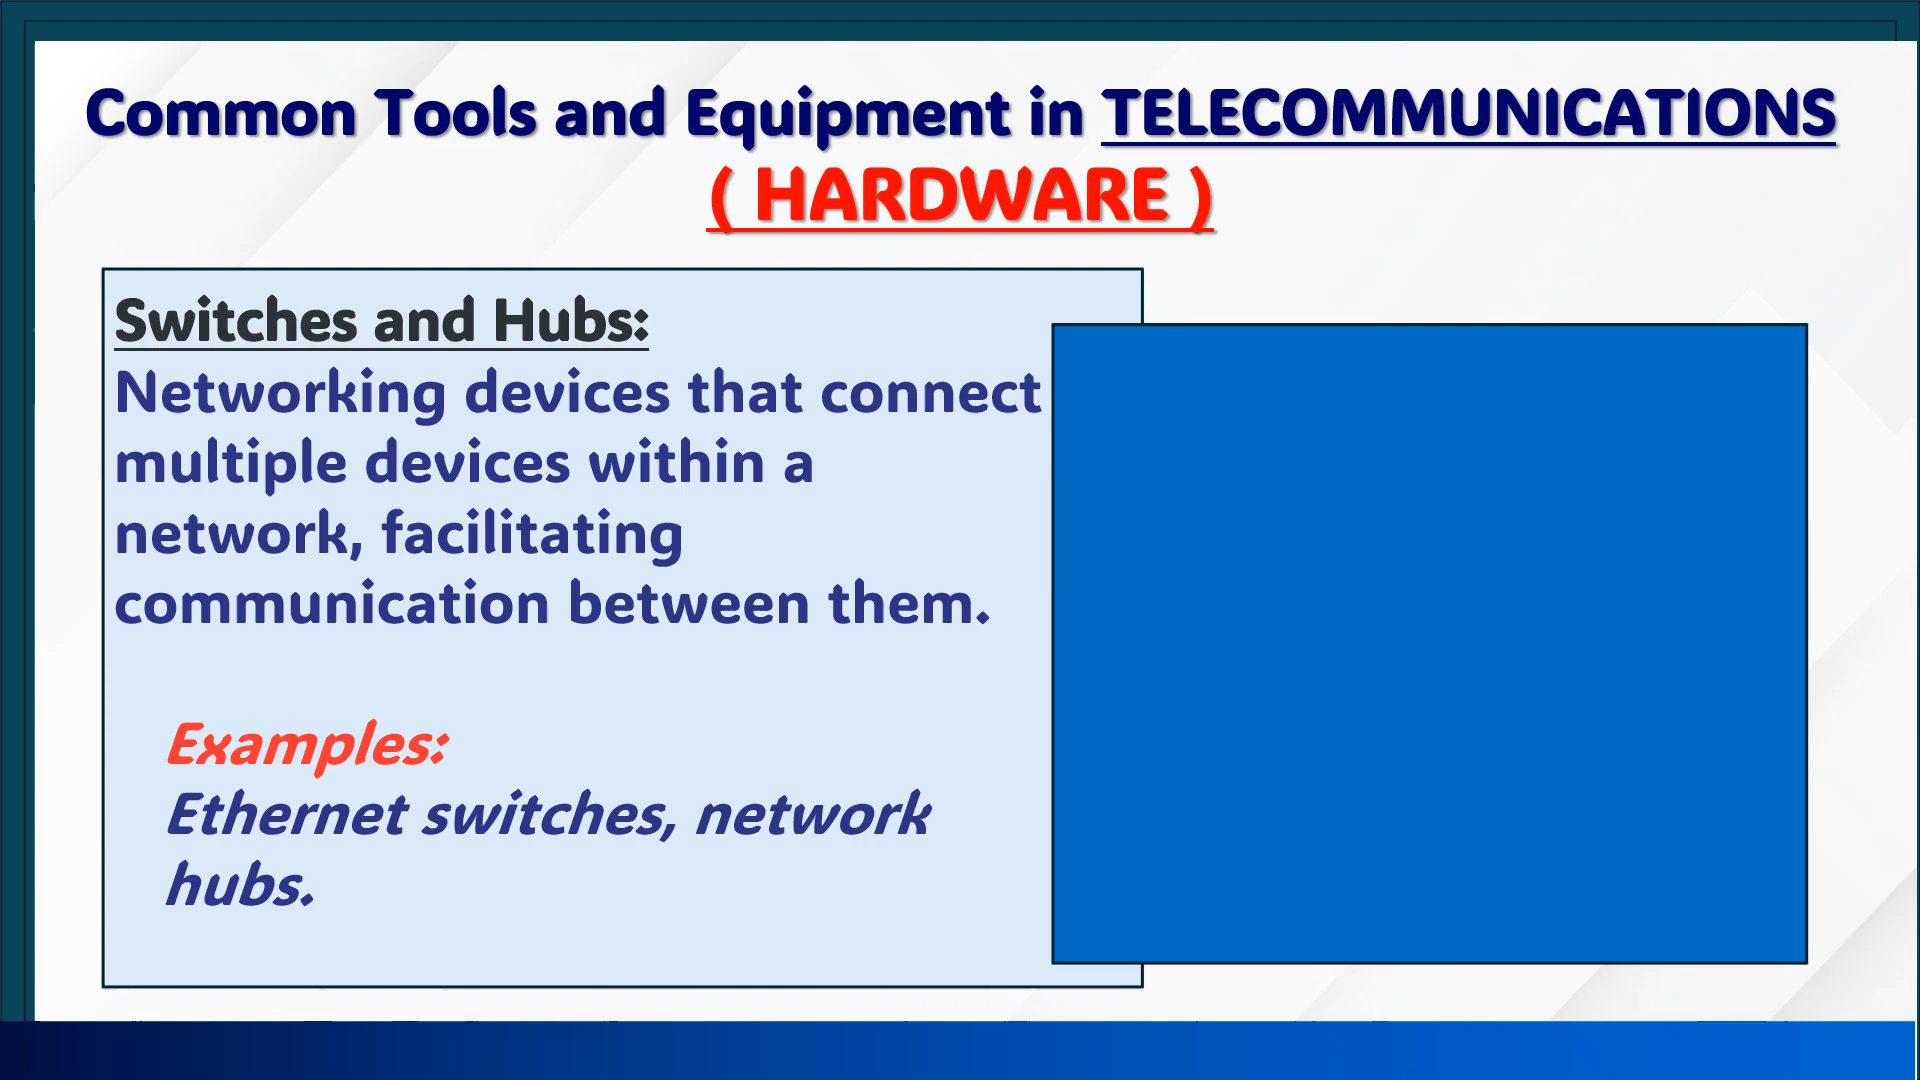 Common Tools and Equipment in TELECOMMUNICATIONS
( HARDWARE )
Switches and Hubs:
Networking devices that connect
multiple devices within a
network, facilitating
communication between them.
Examples:
Ethernet switches, network
hubs.